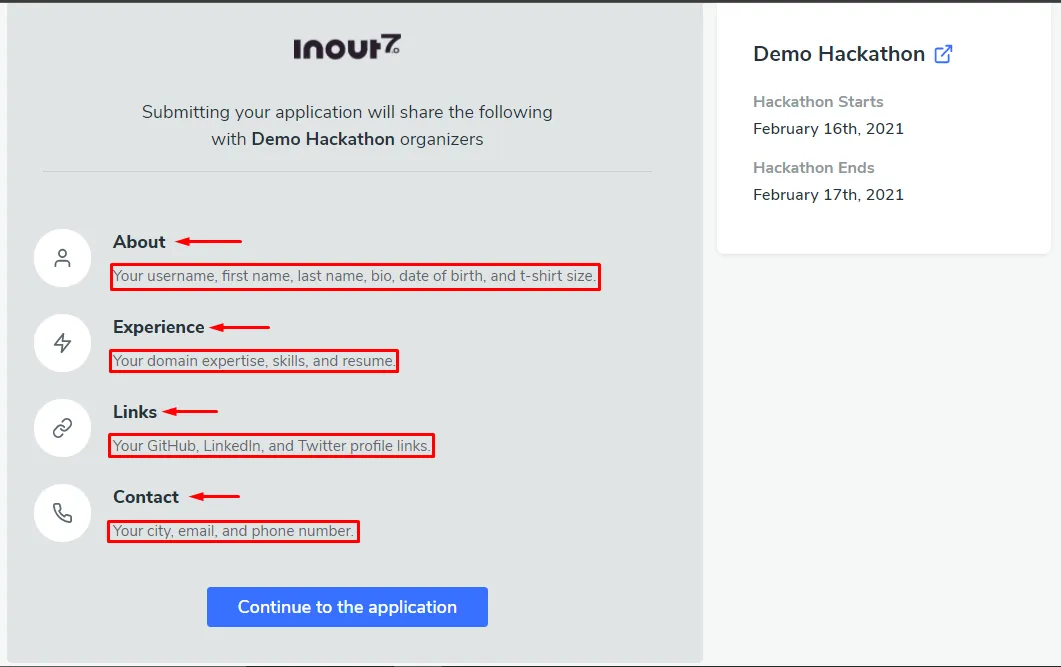 Inout 7.0
Submitting your application will share the following
with Demo Hackathon organizers
About
Your username, first name, last name, bio, date of birth, and t-shirt size.
Experience
Your domain expertise, skills, and resume.
Links
Your GitHub, LinkedIn, and Twitter profile links.
Contact
Your city, email, and phone number.
Continue to the application
Demo Hackathon
Hackathon Starts
February 16th, 2021
Hackathon Ends
February 17th, 2021